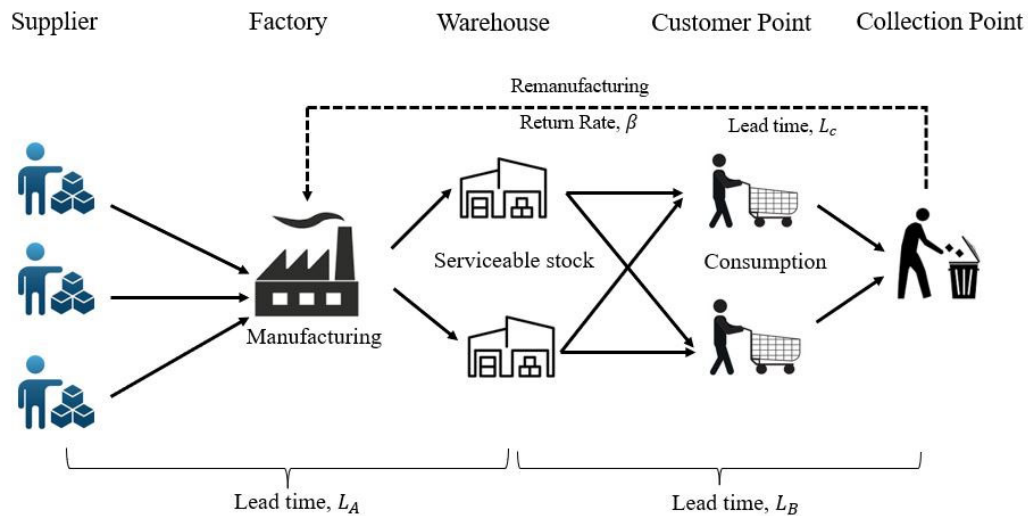 Supplier
Factory
Warehouse
Customer Point
Collection Point
Remanufacturing
Return Rate, β
Lead time, L_c
Serviceable stock
Consumption
Manufacturing
Lead time, L_A
Lead time, L_B